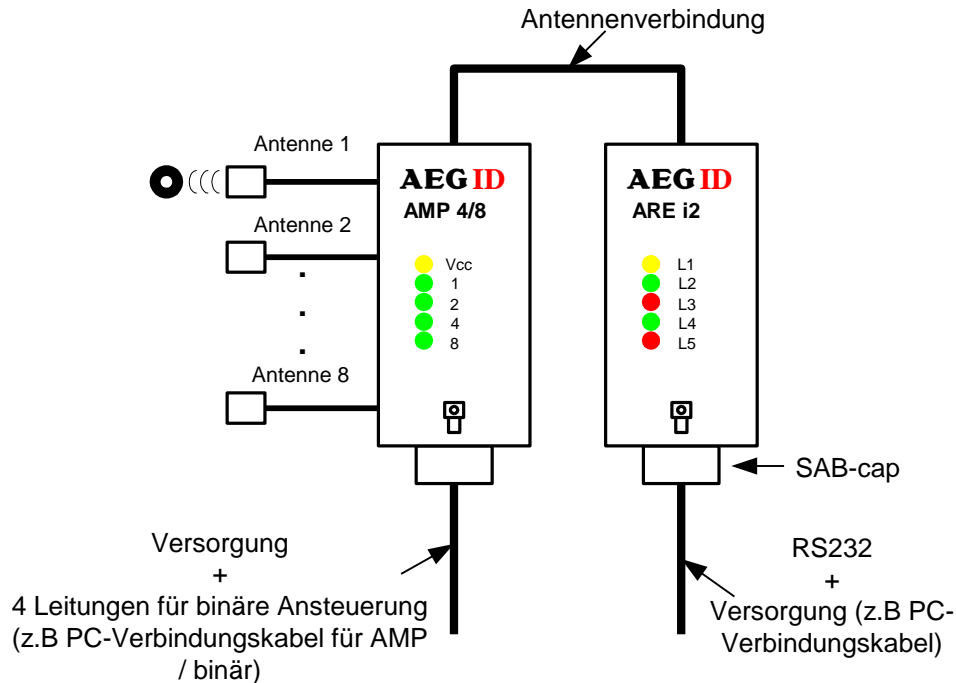 Antennenverbindung
Antenne 1
AEG ID
AMP 4/8
Antenne 2
Vcc
1
2
4
8
Antenne 8
AEG ID
ARE i2
L1
L2
L3
L4
L5
SAB-cap
Versorgung
+
4 Leitungen für binäre Ansteuerung
(z.B PC-Verbindungskabel für AMP
/ binär)
RS232
+
Versorgung (z.B PC-
Verbindungskabel)